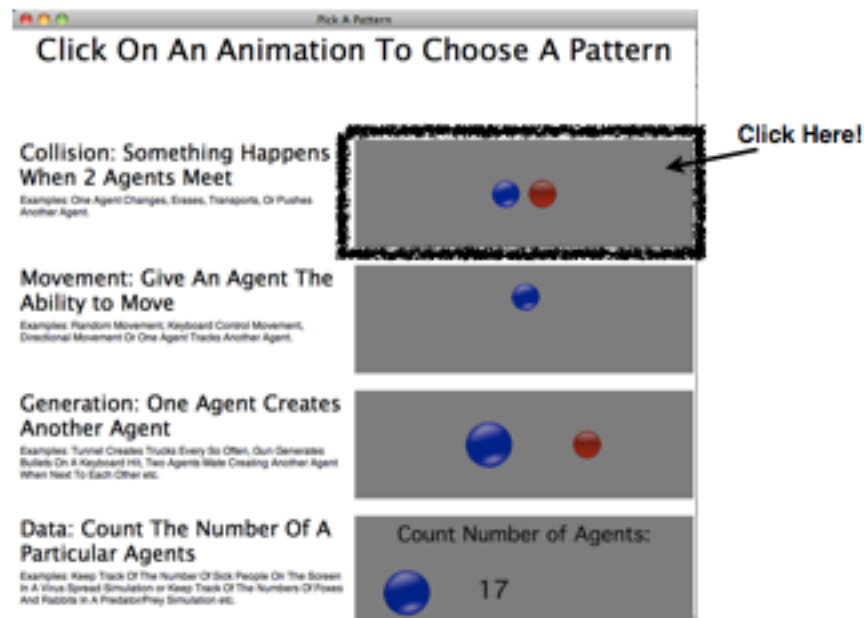 Pick A Pattern
Click On An Animation To Choose A Pattern
Click Here!
Collision: Something Happens
When 2 Agents Meet
Examples: One Agent Changes, Erases, Transports, Or Pushes
Another Agent.
Movement: Give An Agent The
Ability to Move
Examples: Random Movement, Keyboard Control Movement,
Directional Movement Or One Agent Tracks Another Agent.
Generation: One Agent Creates
Another Agent
Examples: Tunnel Creates Trucks Every So Often, Gun Generates
Bullets On A Keyboard Hit, Two Agents Mate Creating Another Agent
When Next To Each Other etc.
Data: Count The Number Of A
Particular Agents
Examples: Keep Track Of The Number Of Sick People On The Screen
In A Virus Spread Simulation or Keep Track Of The Numbers Of Foxes
And Rabbits In A Predator/Prey Simulation etc.
Count Number of Agents:
17